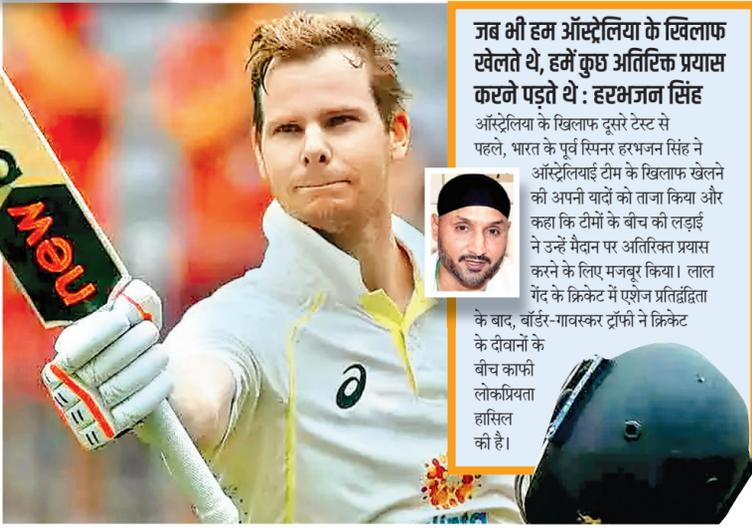 जब भी हम ऑस्ट्रेलिया के खिलाफ
खेलते थे, हमें कुछ अतिरिक्त प्रयास
करने पड़ते थे : हरभजन सिंह
ऑस्ट्रेलिया के खिलाफ दूसरे टेस्ट से
पहले, भारत के पूर्व स्पिनर हरभजन सिंह ने
ऑस्ट्रेलियाई टीम के खिलाफ खेलने
की अपनी यादों को ताजा किया और
कहा कि टीमों के बीच की लड़ाई
ने उन्हें मैदान पर अतिरिक्त प्रयास
करने के लिए मजबूर किया। लाल
गेंद के क्रिकेट में एशेज प्रतिद्वंद्विता
के बाद, बॉर्डर-गावस्कर ट्रॉफी ने क्रिकेट
के दीवानों के
बीच काफी
लोकप्रियता
हासिल
की है।
new